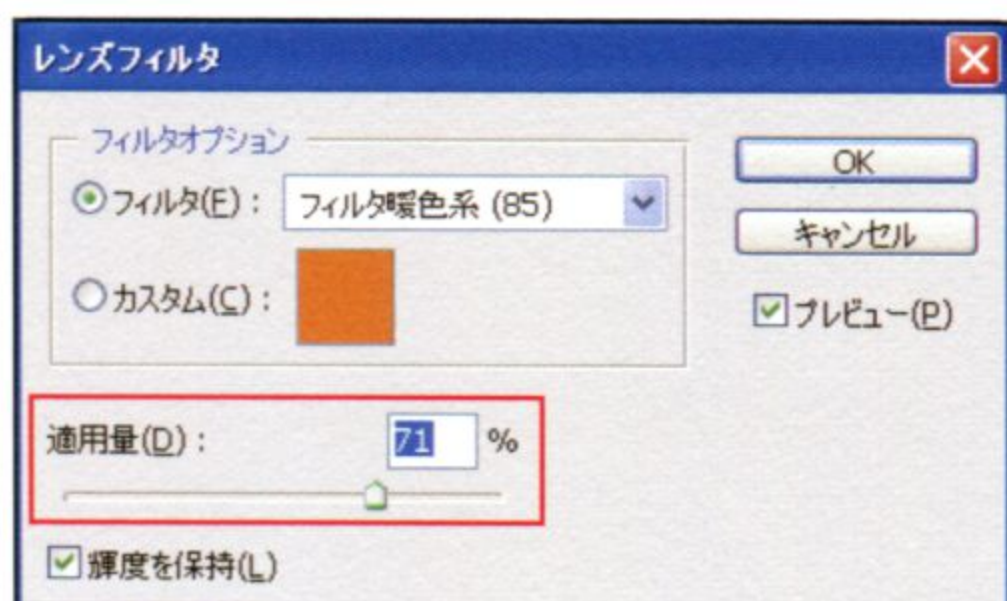 レンズフィルタ
フィルタオプション
フィルタ(F): フィルタ暖色系 (85)
カスタム(C):
OK
キャンセル
プレビュー(P)
適用量(D): 71 %
輝度を保持(L)